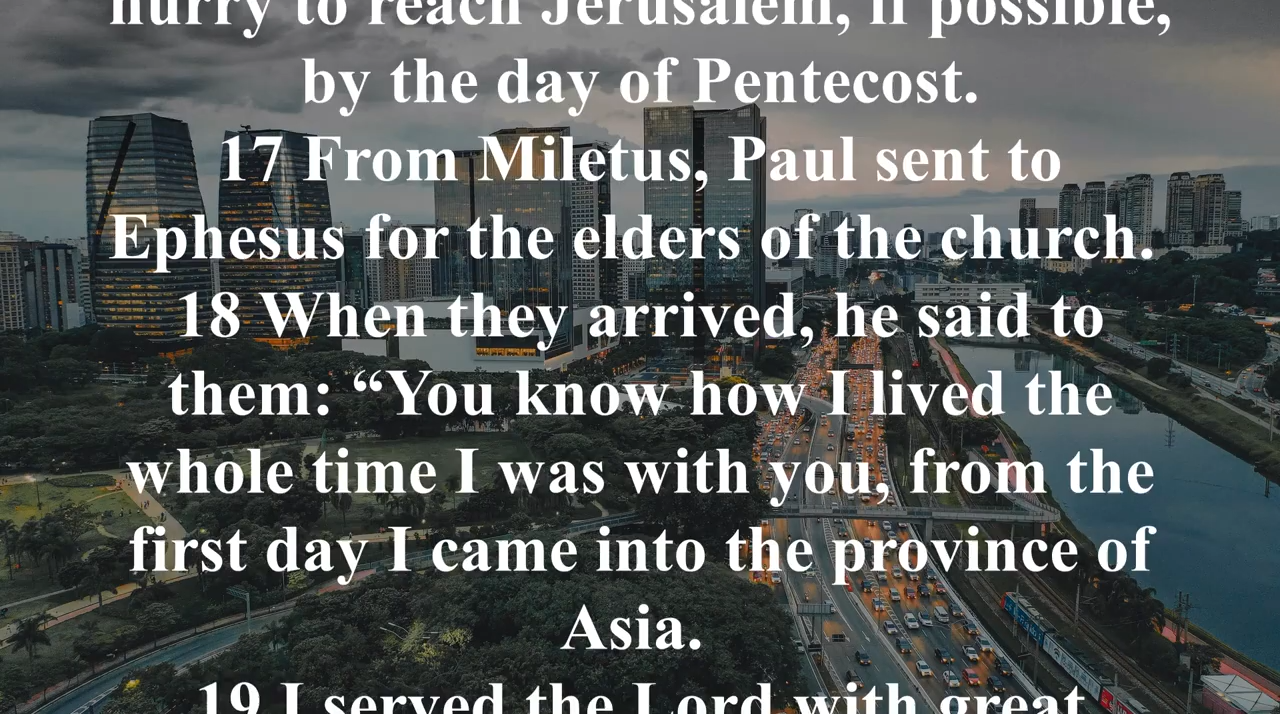 hurry to reach Jerusalem, if possible,
by the day of Pentecost.
17 From Miletus, Paul sent to
Ephesus for the elders of the church.
18 When they arrived, he said to
them: “You know how I lived the
whole time I was with you, from the
first day I came into the province of
Asia.
19 I served the Lord with great